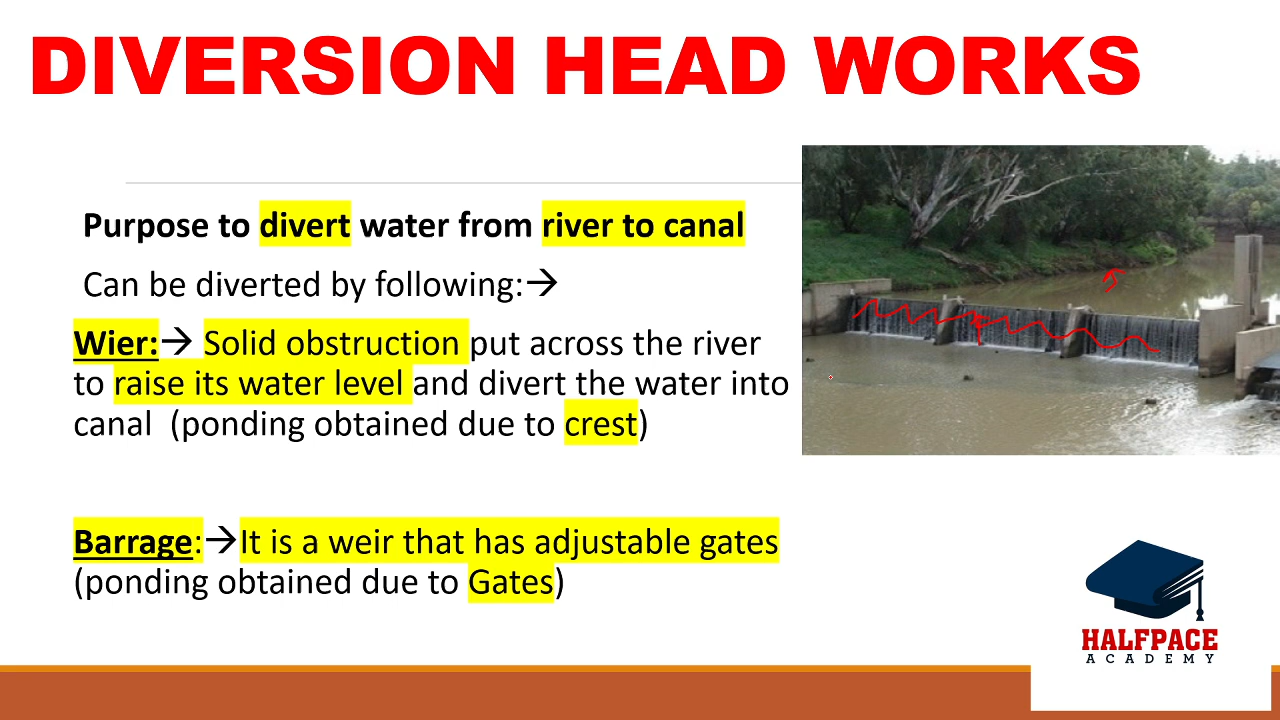 DIVERSION HEAD WORKS
Purpose to divert water from river to canal
Can be diverted by following:→
Wier:→ Solid obstruction put across the river
to raise its water level and divert the water into
canal (ponding obtained due to crest)
Barrage:→It is a weir that has adjustable gates
(ponding obtained due to Gates)
HALFPACE
ACADEMY